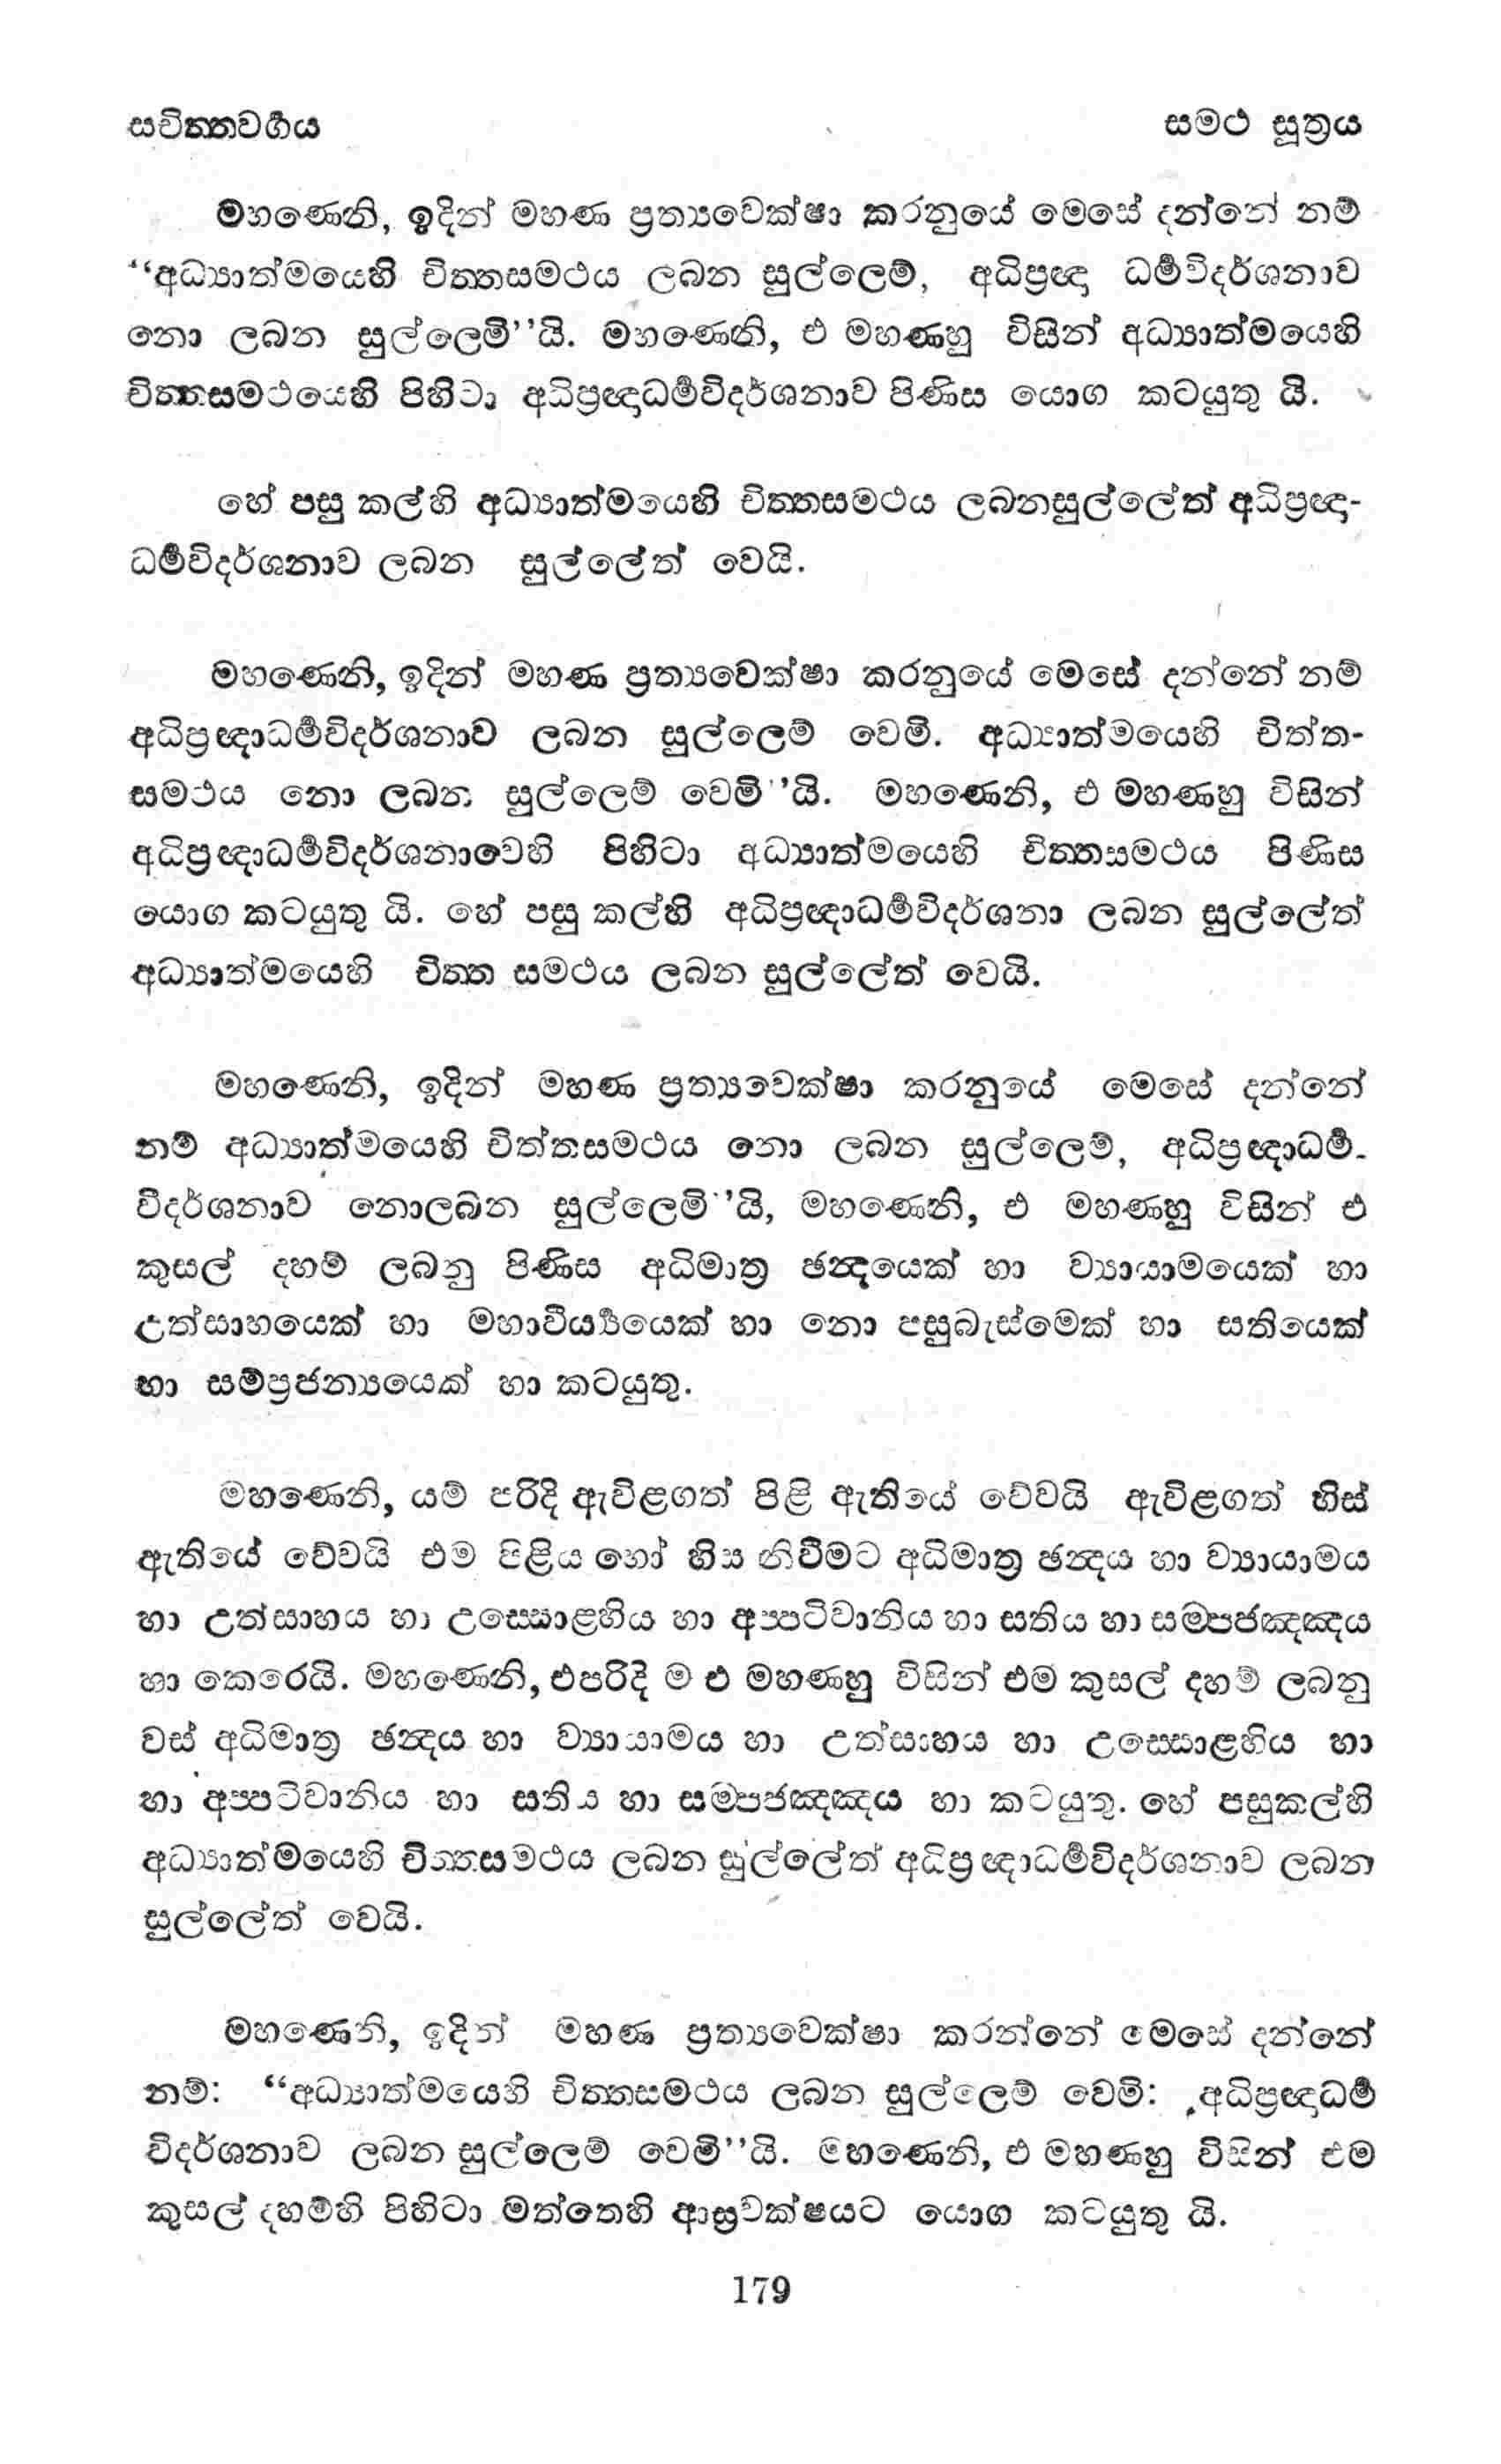 සචිත්තවර්‍ගය සමථ සූත්‍රය
මහණෙනි, ඉදින් මහණ ප්‍රත්‍යවෙක්ෂා කරනුයේ මෙසේ දන්නේ නම්
“අධ්‍යාත්මයෙහි චිත්තසමථය ලබන සුල්ලෙම්, අධිප්‍රඥා ධර්‍මවිදර්ශනාව
නො ලබන සුල්ලෙමි”යි. මහණෙනි, එ මහණහු විසින් අධ්‍යාත්මයෙහි
චිත්තසමථයෙහි පිහිටා අධිප්‍රඥාධර්‍මවිදර්ශනාව පිණිස යොග කටයුතු යි.
හේ පසු කල්හි අධ්‍යාත්මයෙහි චිත්තසමථය ලබනසුල්ලේත් අධිප්‍රඥා-
ධර්‍මවිදර්ශනාව ලබන සුල්ලේත් වෙයි.
මහණෙනි, ඉදින් මහණ ප්‍රත්‍යවෙක්ෂා කරනුයේ මෙසේ දන්නේ නම්
අධිප්‍රඥාධර්‍මවිදර්ශනාව ලබන සුල්ලෙම් වෙමි. අධ්‍යාත්මයෙහි චිත්ත-
සමථය නො ලබන සුල්ලෙම් වෙමි”යි. මහණෙනි, එ මහණහු විසින්
අධිප්‍රඥාධර්‍මවිදර්ශනාවෙහි පිහිටා අධ්‍යාත්මයෙහි චිත්තසමථය පිණිස
යොග කටයුතු යි. හේ පසු කල්හි අධිප්‍රඥාධර්‍මවිදර්ශනා ලබන සුල්ලේත්
අධ්‍යාත්මයෙහි චිත්ත සමථය ලබන සුල්ලේත් වෙයි.
මහණෙනි, ඉදින් මහණ ප්‍රත්‍යවෙක්ෂා කරනුයේ මෙසේ දන්නේ
නම් අධ්‍යාත්මයෙහි චිත්තසමථය නො ලබන සුල්ලෙම්, අධිප්‍රඥාධර්‍ම-
විදර්ශනාව නොලබන සුල්ලෙමි”යි, මහණෙනි, එ මහණහු විසින් එ
කුසල් දහම් ලබනු පිණිස අධිමාත්‍ර ඡන්‍දයෙක් හා ව්‍යායාමයෙක් හා
උත්සාහයෙක් හා මහාවීර්‍ය්‍යයෙක් හා නො පසුබැස්මෙක් හා සතියෙක්
හා සම්ප්‍රජන්‍යයෙක් හා කටයුතු.
මහණෙනි, යම් පරිදි ඇවිළගත් පිළි ඇතියේ වේවයි ඇවිළගත් හිස්
ඇතියේ වේවයි එම පිළිය හෝ හිස නිවීමට අධිමාත්‍ර ඡන්‍දය හා ව්‍යායාමය
හා උත්සාහය හා උස්සොළ්හිය හා අප්පටිවානිය හා සතිය හා සම්පජඤ්ඤය
හා කෙරෙයි. මහණෙනි, එපරිදි ම එ මහණහු විසින් එම කුසල් දහම් ලබනු
වස් අධිමාත්‍ර ඡන්‍දය හා ව්‍යායාමය හා උත්සාහය හා උස්සොළ්හිය හා
හා අප්පටිවානිය හා සතිය හා සම්පජඤ්ඤය හා කටයුතු. හේ පසුකල්හි
අධ්‍යාත්මයෙහි චිත්තසමථය ලබන සුල්ලේත් අධිප්‍රඥාධර්‍මවිදර්ශනාව ලබන
සුල්ලේත් වෙයි.
මහණෙනි, ඉදින් මහණ ප්‍රත්‍යවෙක්ෂා කරන්නේ මෙසේ දන්නේ
නම්: “අධ්‍යාත්මයෙහි චිත්තසමථය ලබන සුල්ලෙම් වෙමි: අධිප්‍රඥාධර්‍ම
විදර්ශනාව ලබන සුල්ලෙම් වෙමි”යි. මහණෙනි, එ මහණහු විසින් එම
කුසල් දහම්හි පිහිටා මත්තෙහි ආස්‍රවක්ෂයට යොග කටයුතු යි.
179